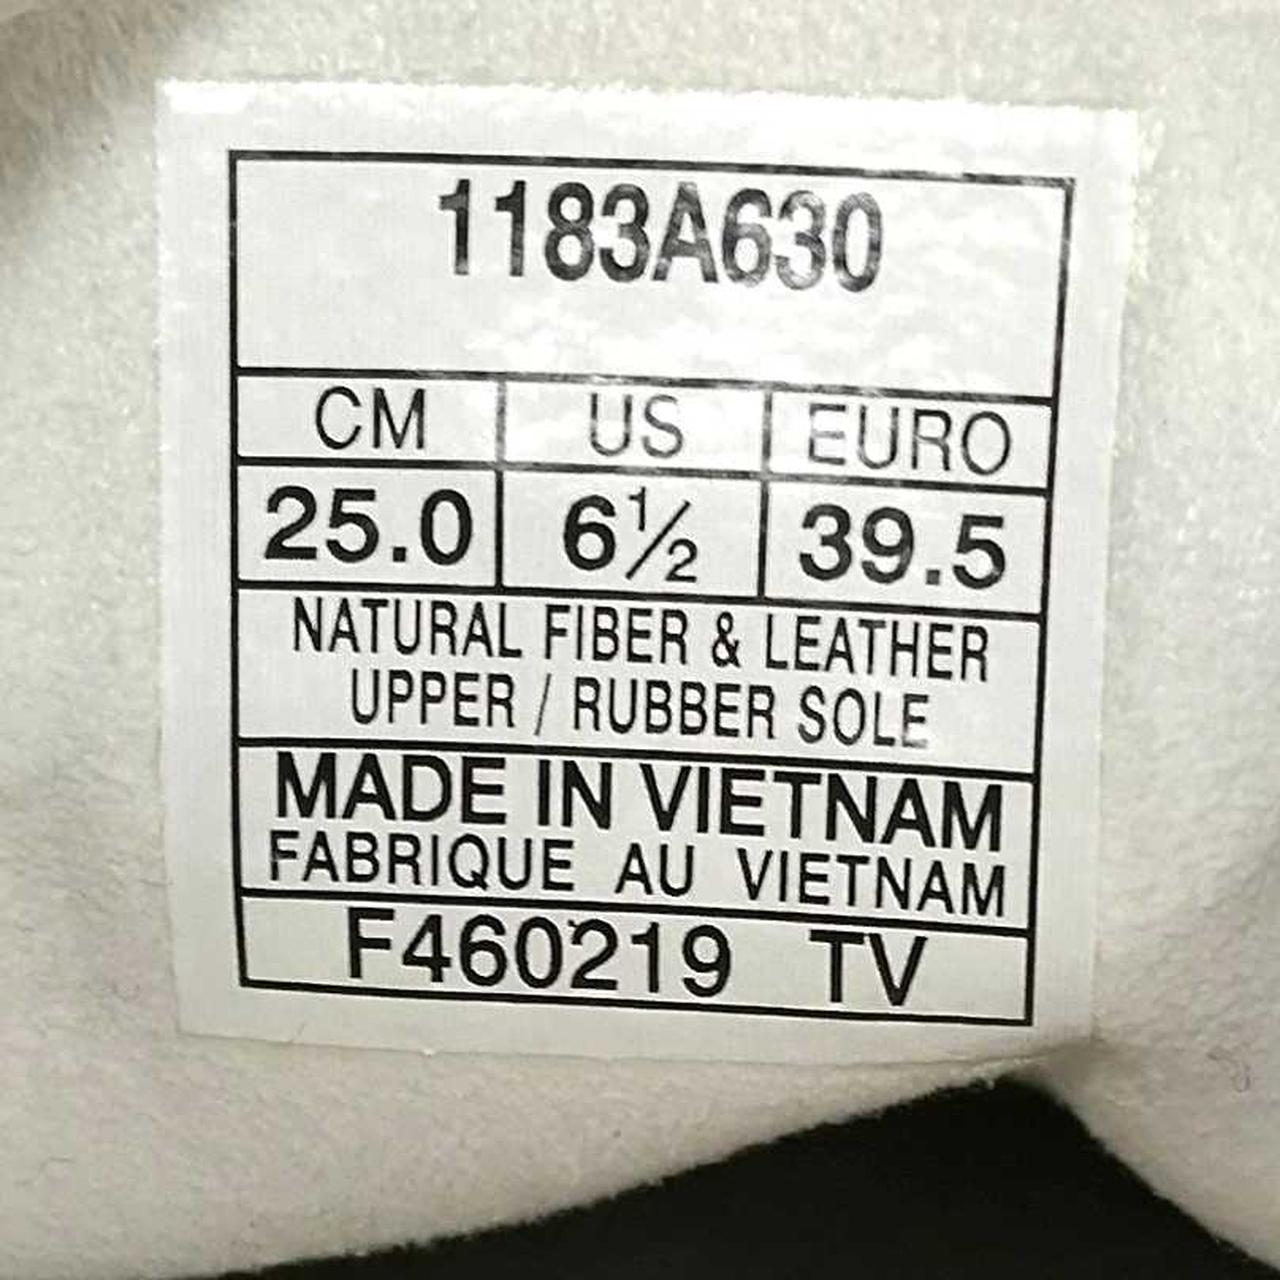 1183A630
CM US EURO
25.0 6½ 39.5
NATURAL FIBER & LEATHER
UPPER / RUBBER SOLE
MADE IN VIETNAM
FABRIQUE AU VIETNAM
F460219 TV